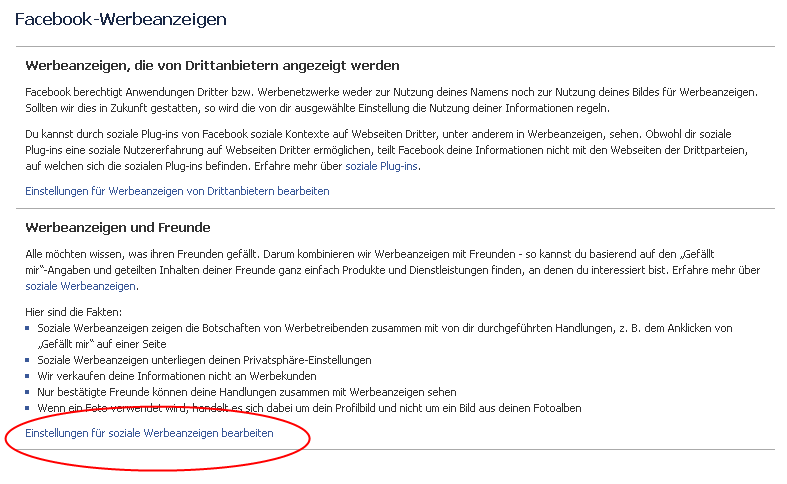 Facebook-Werbeanzeigen
Werbeanzeigen, die von Drittanbietern angezeigt werden
Facebook berechtigt Anwendungen Dritter bzw. Werbenetzwerke weder zur Nutzung deines Namens noch zur Nutzung deines Bildes für Werbeanzeigen.
Sollten wir dies in Zukunft gestatten, so wird die von dir ausgewählte Einstellung die Nutzung deiner Informationen regeln.
Du kannst durch soziale Plug-ins von Facebook soziale Kontexte auf Webseiten Dritter, unter anderem in Werbeanzeigen, sehen. Obwohl dir soziale
Plug-ins eine soziale Nutzererfahrung auf Webseiten Dritter ermöglichen, teilt Facebook deine Informationen nicht mit den Webseiten der Drittparteien,
auf welchen sich die sozialen Plug-ins befinden. Erfahre mehr über soziale Plug-ins.
Einstellungen für Werbeanzeigen von Drittanbietern bearbeiten
Werbeanzeigen und Freunde
Alle möchten wissen, was ihren Freunden gefällt. Darum kombinieren wir Werbeanzeigen mit Freunden - so kannst du basierend auf den „Gefällt
mir“-Angaben und geteilten Inhalten deiner Freunde ganz einfach Produkte und Dienstleistungen finden, an denen du interessiert bist. Erfahre mehr über
soziale Werbeanzeigen.
Hier sind die Fakten:
Soziale Werbeanzeigen zeigen die Botschaften von Werbetreibenden zusammen mit von dir durchgeführten Handlungen, z. B. dem Anklicken von
„Gefällt mir“ auf einer Seite
Soziale Werbeanzeigen unterliegen deinen Privatsphäre-Einstellungen
Wir verkaufen deine Informationen nicht an Werbekunden
Nur bestätigte Freunde können deine Handlungen zusammen mit Werbeanzeigen sehen
Wenn ein Foto verwendet wird, handelt es sich dabei um dein Profilbild und nicht um ein Bild aus deinen Fotoalben
Einstellungen für soziale Werbeanzeigen bearbeiten